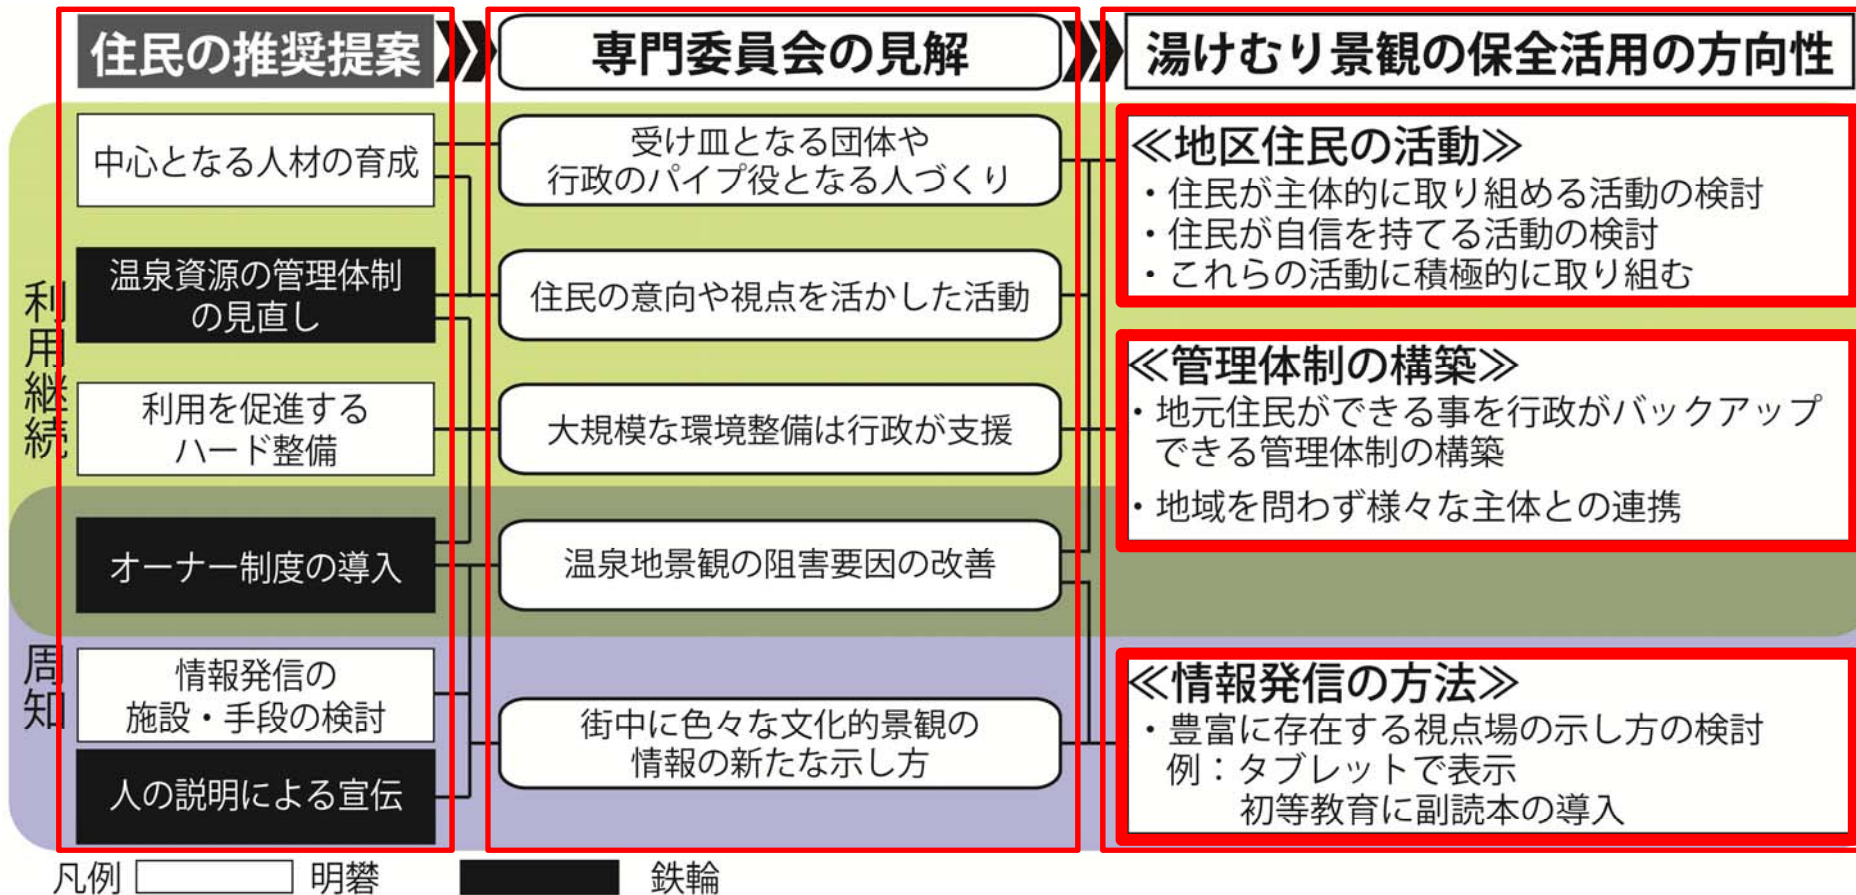 住民の推奨提案
専門委員会の見解
湯けむり景観の保全活用の方向性
利用継続
周知
中心となる人材の育成
温泉資源の管理体制
の見直し
利用を促進する
ハード整備
オーナー制度の導入
情報発信の
施設・手段の検討
人の説明による宣伝
受け皿となる団体や
行政のパイプ役となる人づくり
住民の意向や視点を活かした活動
大規模な環境整備は行政が支援
温泉地景観の阻害要因の改善
街中に色々な文化的景観の
情報の新たな示し方
≪地区住民の活動≫
・住民が主体的に取り組める活動の検討
・住民が自信を持てる活動の検討
・これらの活動に積極的に取り組む
≪管理体制の構築≫
・地元住民ができる事を行政がバックアップ
できる管理体制の構築
・地域を問わず様々な主体との連携
≪情報発信の方法≫
・豊富に存在する視点場の示し方の検討
例：タブレットで表示
初等教育に副読本の導入
凡例 明礬 鉄輪